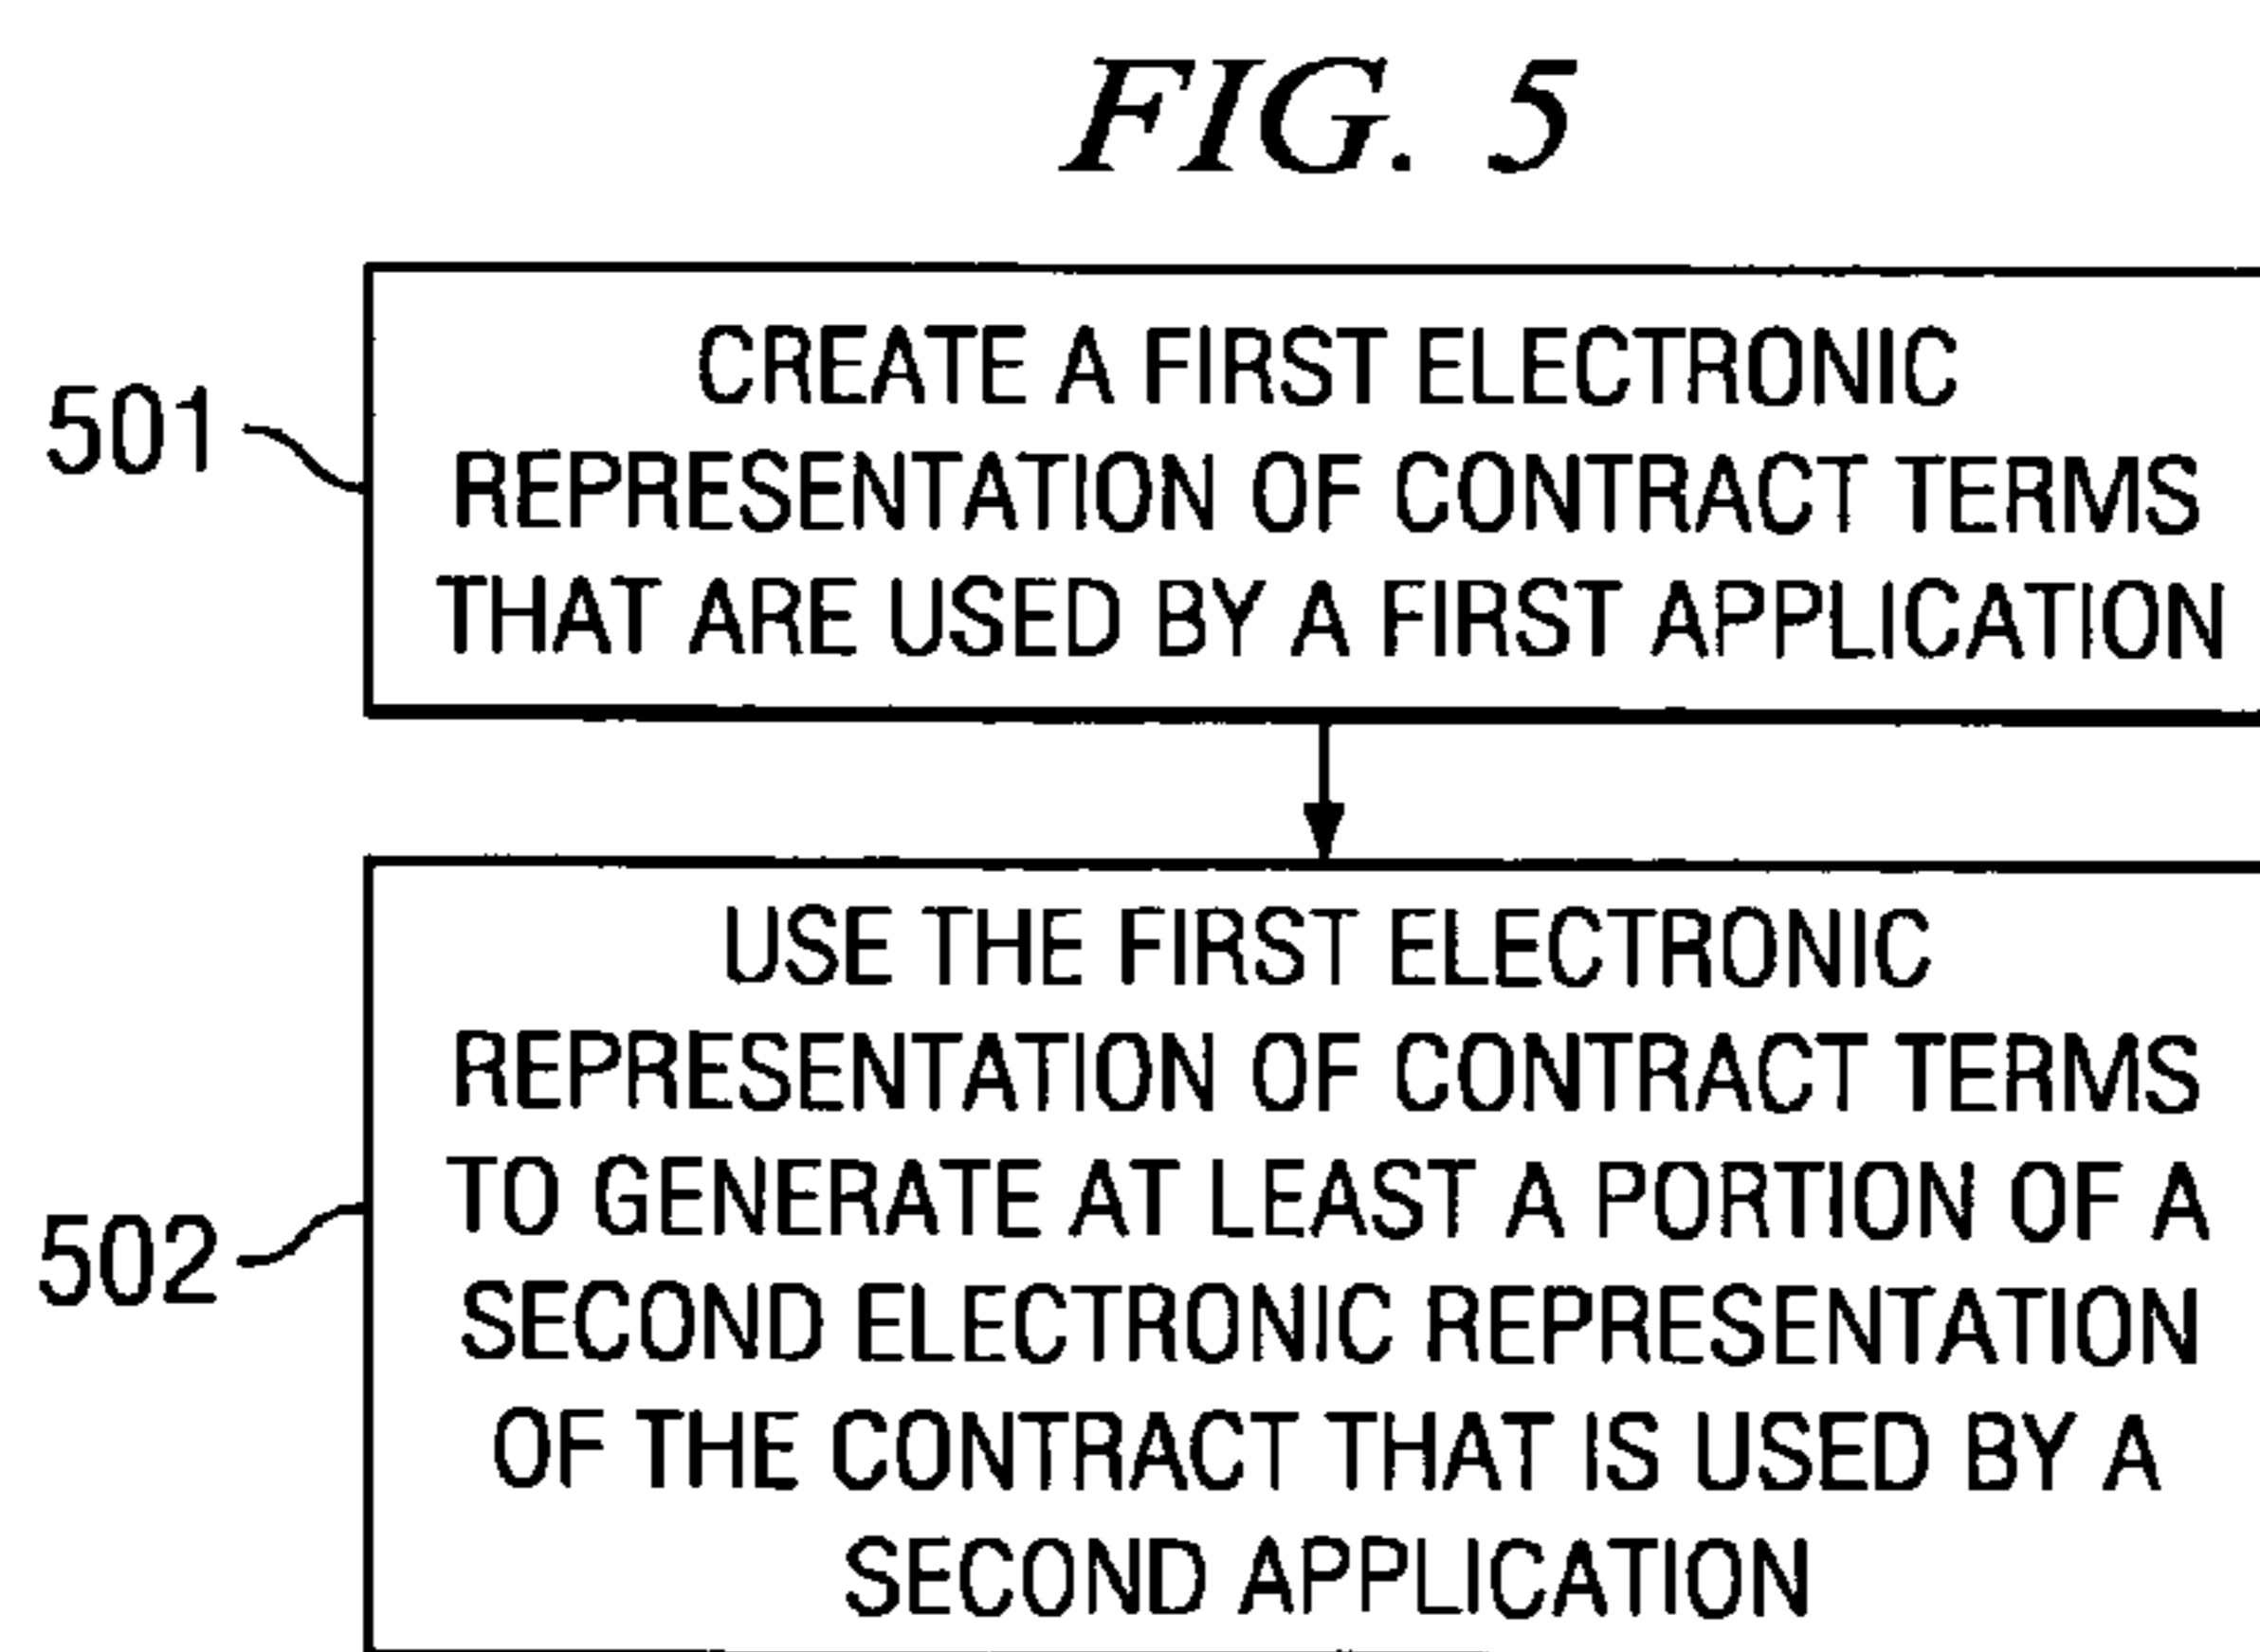 FIG. 5
CREATE A FIRST ELECTRONIC
501
REPRESENTATION OF CONTRACT TERMS
THAT ARE USED BY A FIRST APPLICATION
USE THE FIRST ELECTRONIC
REPRESENTATION OF CONTRACT TERMS
TO GENERATE AT LEAST A PORTION OF A
502
SECOND ELECTRONIC REPRESENTATION
OF THE CONTRACT THAT IS USED BY A
SECOND APPLICATION